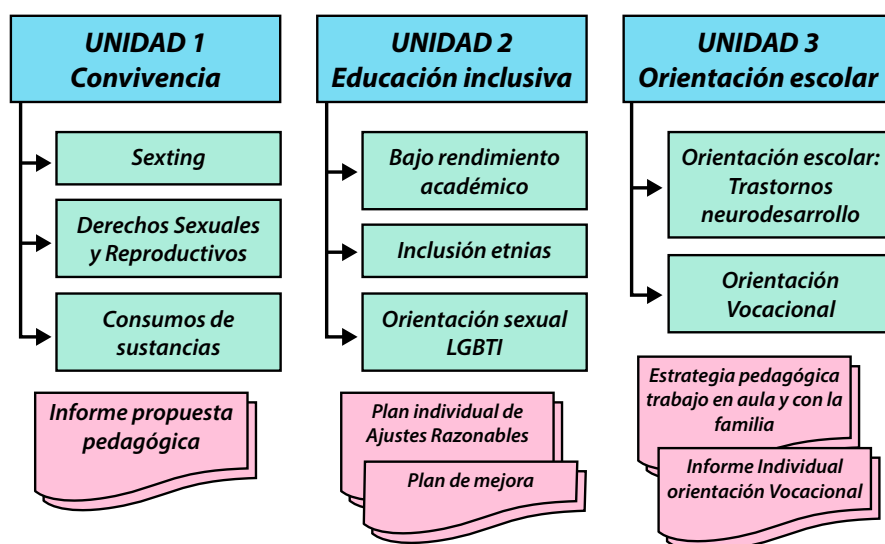 UNIDAD 1
Convivencia
Sexting
Derechos Sexuales
y Reproductivos
Consumos de
sustancias
Informe propuesta
pedagógica
UNIDAD 2
Educación inclusiva
Bajo rendimiento
académico
Inclusión etnias
Orientación sexual
LGBTI
Plan individual de
Ajustes Razonables
Plan de mejora
UNIDAD 3
Orientación escolar
Orientación escolar:
Trastornos
neurodesarrollo
Orientación
Vocacional
Estrategia pedagógica
trabajo en aula y con la
familia
Informe Individual
orientación Vocacional